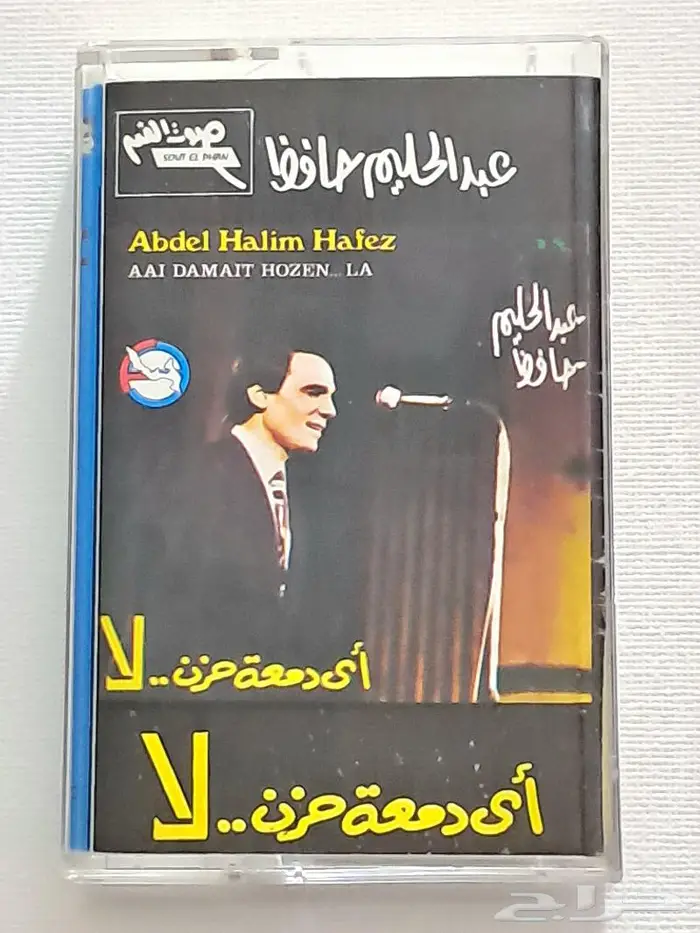 صوت الفن
SOUT EL PHAN
عبد الحليم حافظ
Abdel Halim Hafez
AAI DAMAIT HOZEN... LA
عبد الحليم
حافظ
أى دمعة حزن .. لا
أى دمعة حزن .. لا
حراج